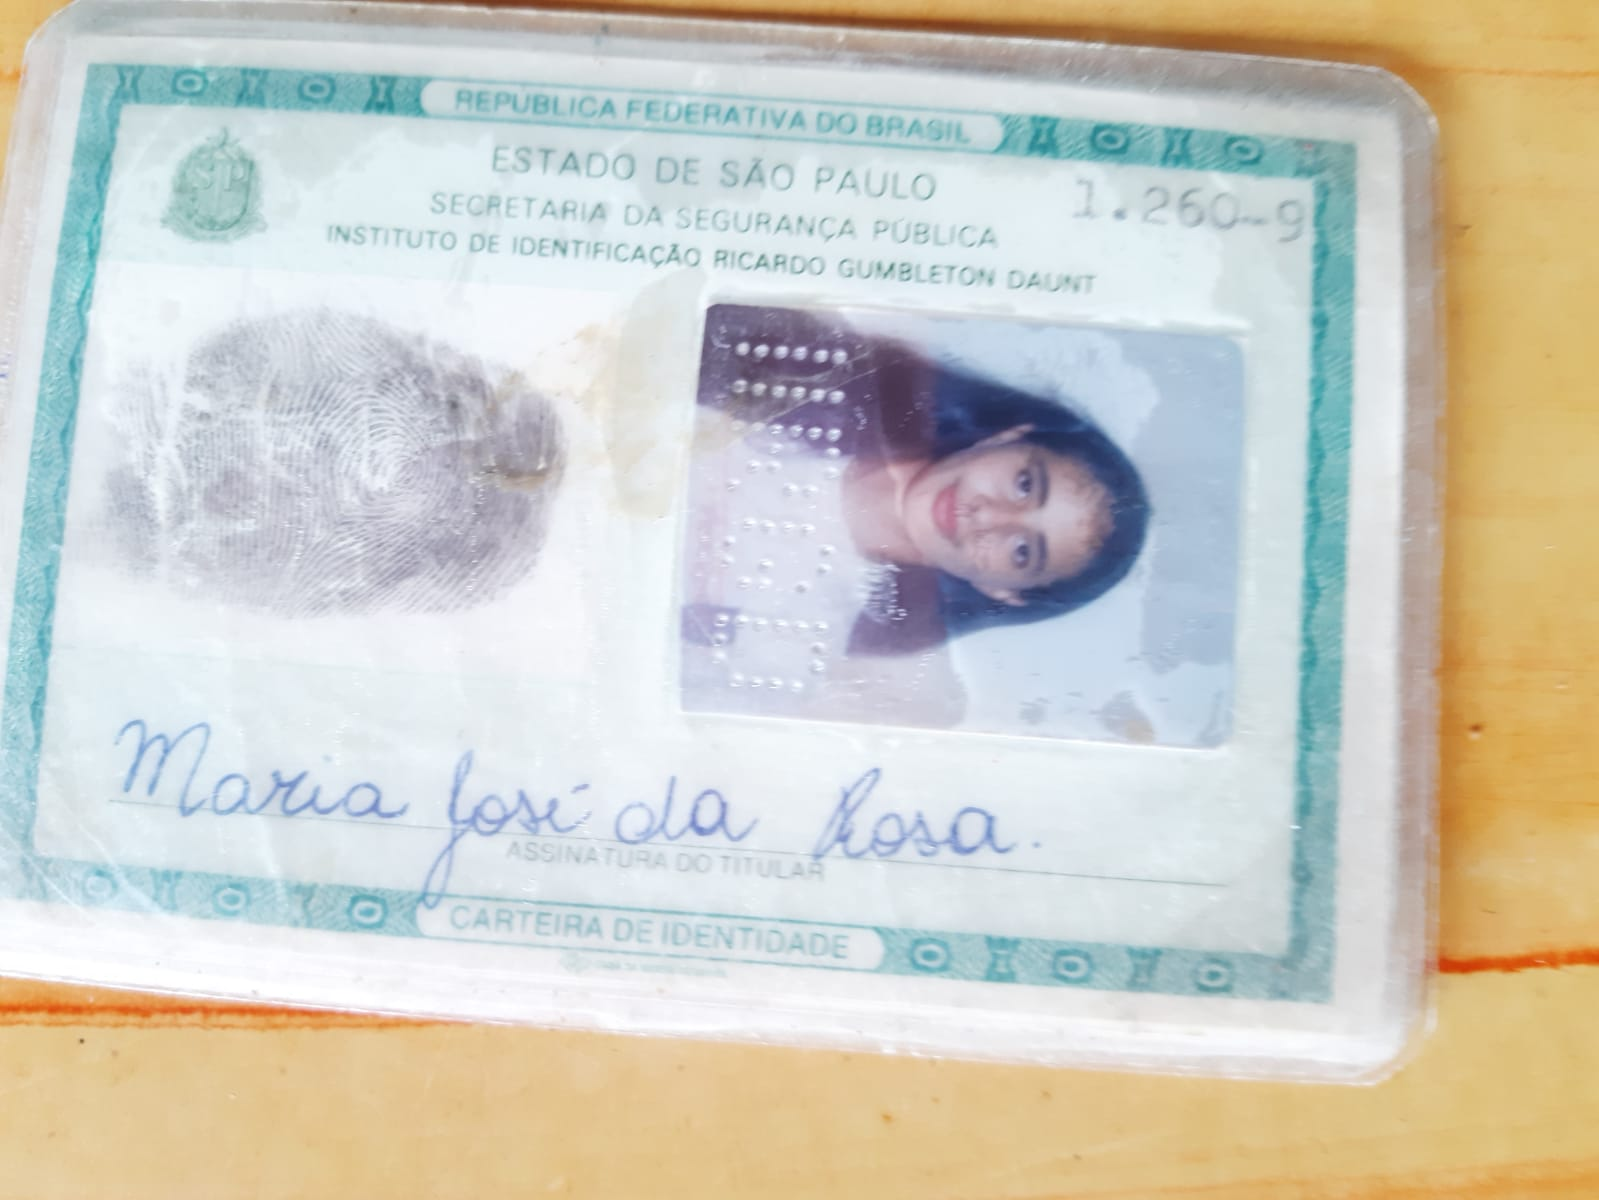 REPÚBLICA FEDERATIVA DO BRASIL
SP
ESTADO DE SÃO PAULO
1.260-9
SECRETARIA DA SEGURANÇA PÚBLICA
INSTITUTO DE IDENTIFICAÇÃO RICARDO GUMBLETON DAUNT
Maria José da Rosa.
ASSINATURA DO TITULAR
CARTEIRA DE IDENTIDADE